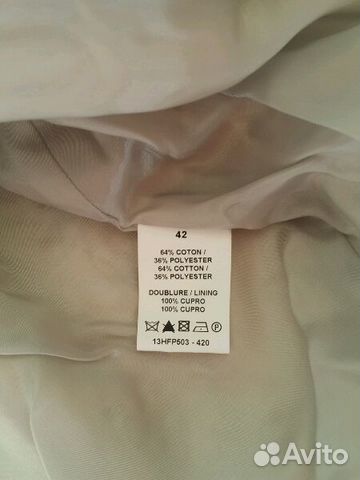 42
64% COTON /
36% POLYESTER
64% COTTON /
36% POLYESTER
DOUBLURE / LINING
100% CUPRO
100% CUPRO
P
13HFP503 - 420
Avito